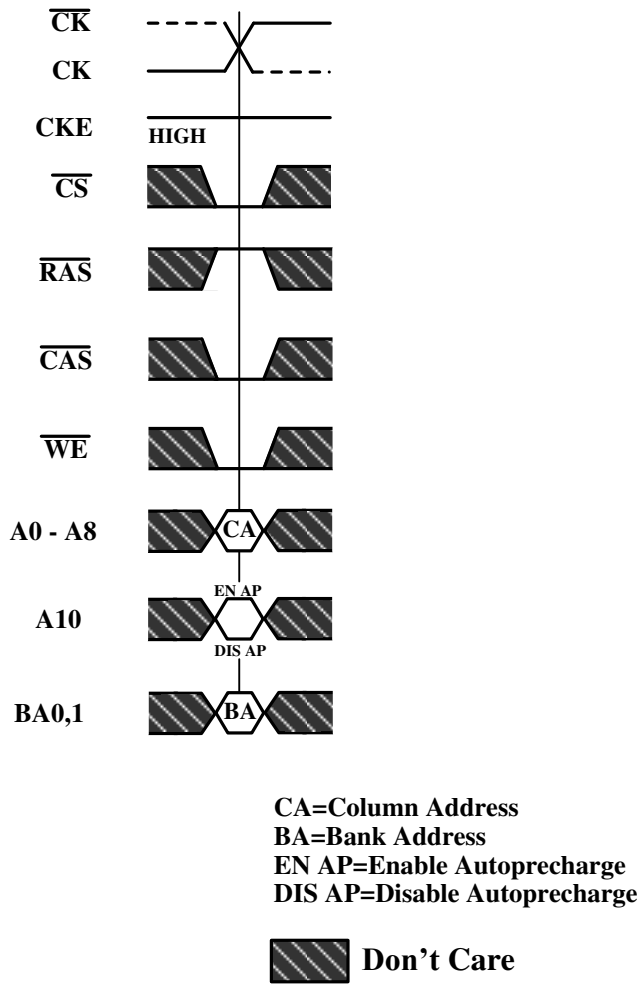 CK
CK
CKE
HIGH
CS
RAS
CAS
WE
A0 - A8
CA
EN AP
A10
DIS AP
BA0,1
BA
CA=Column Address
BA=Bank Address
EN AP=Enable Autoprecharge
DIS AP=Disable Autoprecharge
Don't Care